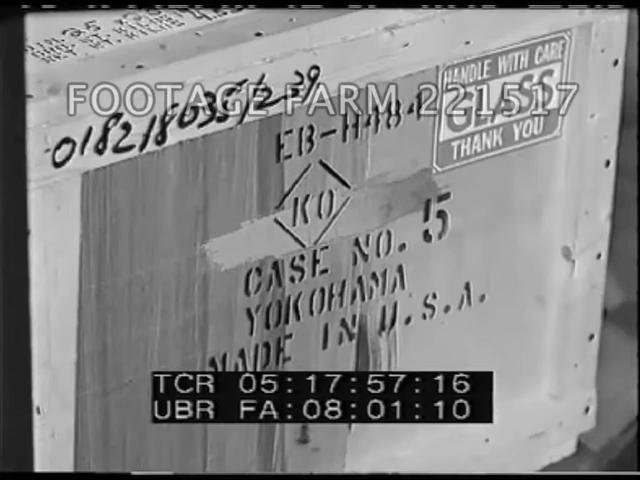 FOOTAGE FARM 221517
HANDLE WITH CARE
GLASS
THANK YOU
EB-H484
KO
CASE NO. 5
YOKOHAMA
MADE IN U.S.A.
TCR 05:17:57:16
UBR FA:08:01:10